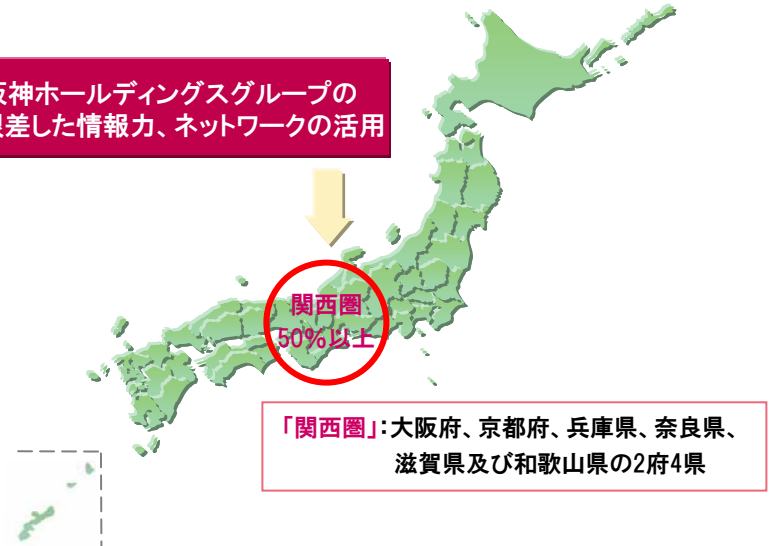 阪神ホールディングスグループの
差した情報力、ネットワークの活用
関西圏
50%以上
「関西圏」:大阪府、京都府、兵庫県、奈良県、
滋賀県及び和歌山県の2府4県